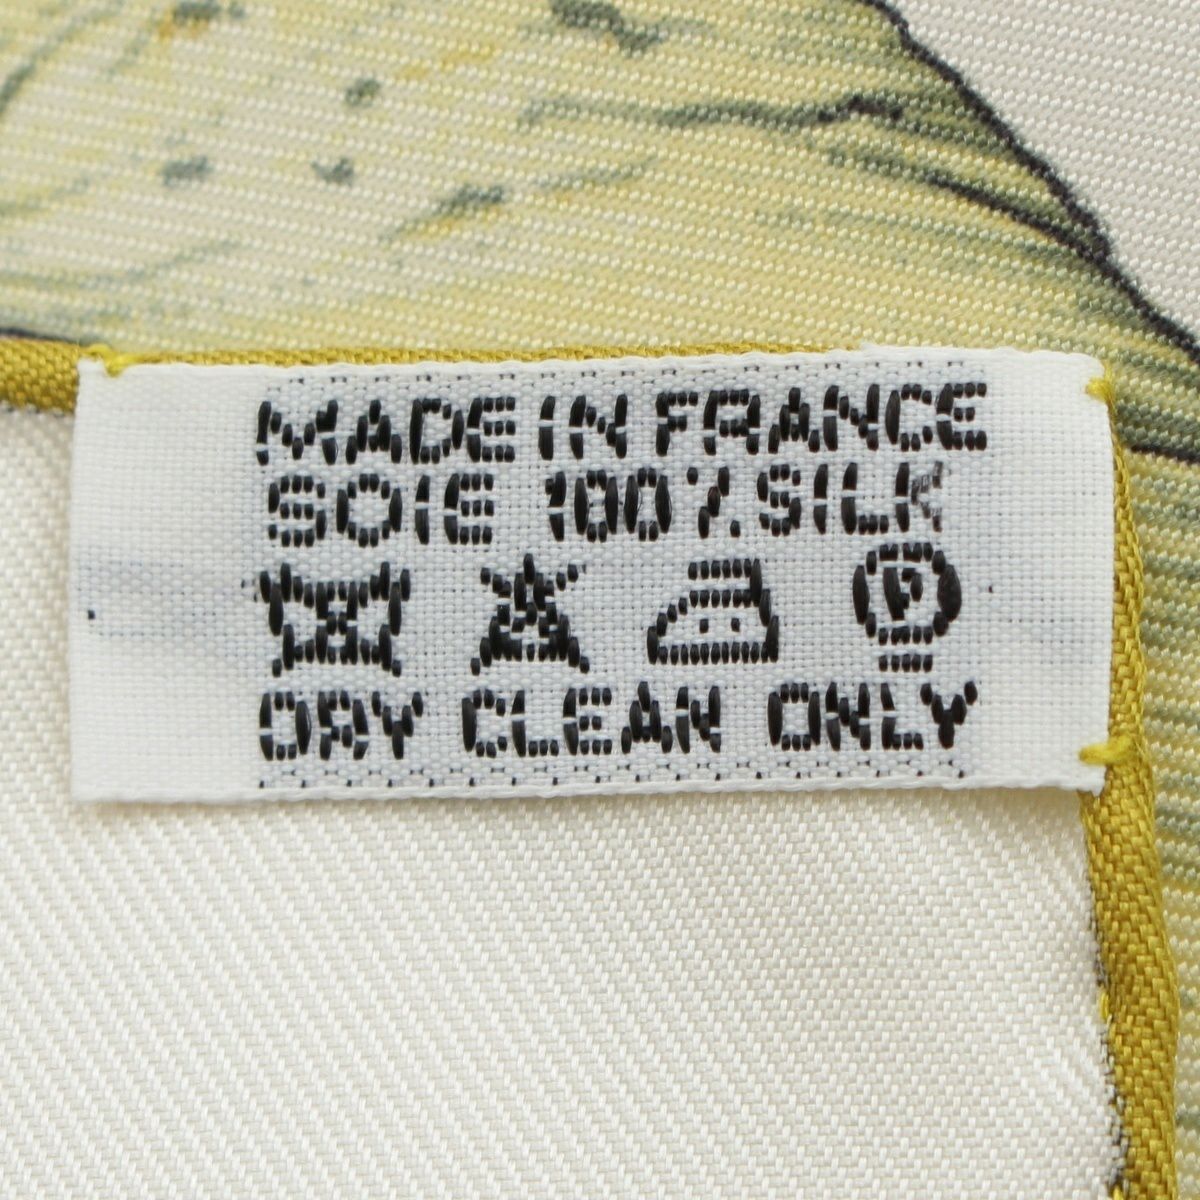 MADE IN FRANCE
SOIE 100% SILK
P
DRY CLEAN ONLY